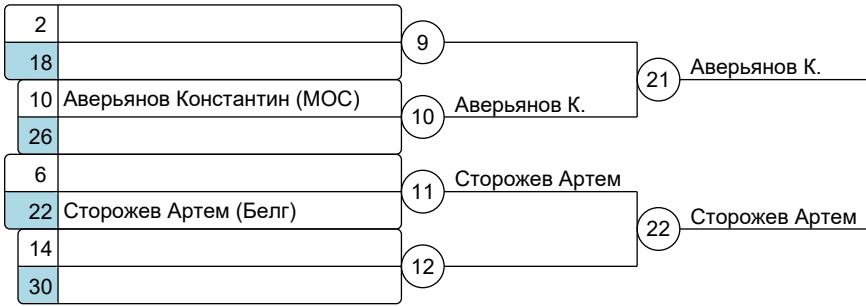 2
18
9
10 Аверьянов Константин (МОС)
26
10
Аверьянов К.
21
Аверьянов К.
6
22 Сторожев Артем (Белг)
11
Сторожев Артем
14
30
12
22
Сторожев Артем